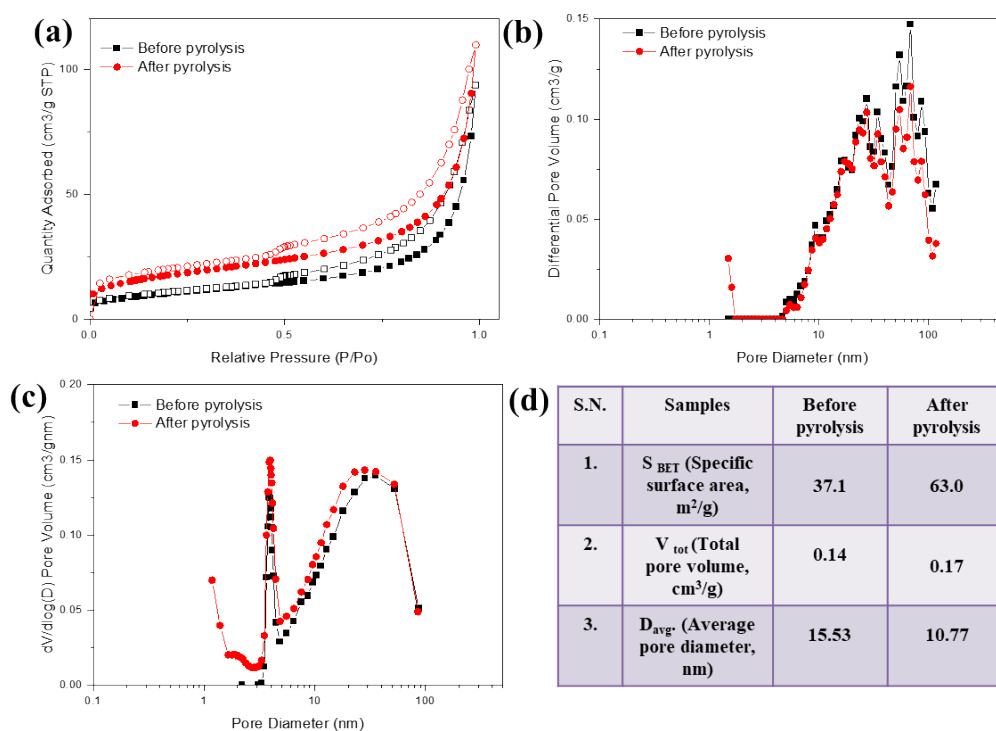 (a)
Before pyrolysis
After pyrolysis
100
50
0
0.0
0.5
1.0
Quantity Adsorbed (cm3/g STP)
Relative Pressure (P/Po)
(b)
Before pyrolysis
After pyrolysis
0.15
0.10
0.05
0.00
0.1
1
10
100
Differential Pore Volume (cm3/g)
Pore Diameter (nm)
(c)
Before pyrolysis
After pyrolysis
0.20
0.15
0.10
0.05
0.00
0.1
1
10
100
dV/dlog(D) Pore Volume (cm3/gnm)
Pore Diameter (nm)
(d)
S.N. Samples Before pyrolysis After pyrolysis
1. S BET (Specific surface area, m2/g) 37.1 63.0
2. V tot (Total pore volume, cm3/g) 0.14 0.17
3. Davg. (Average pore diameter, nm) 15.53 10.77